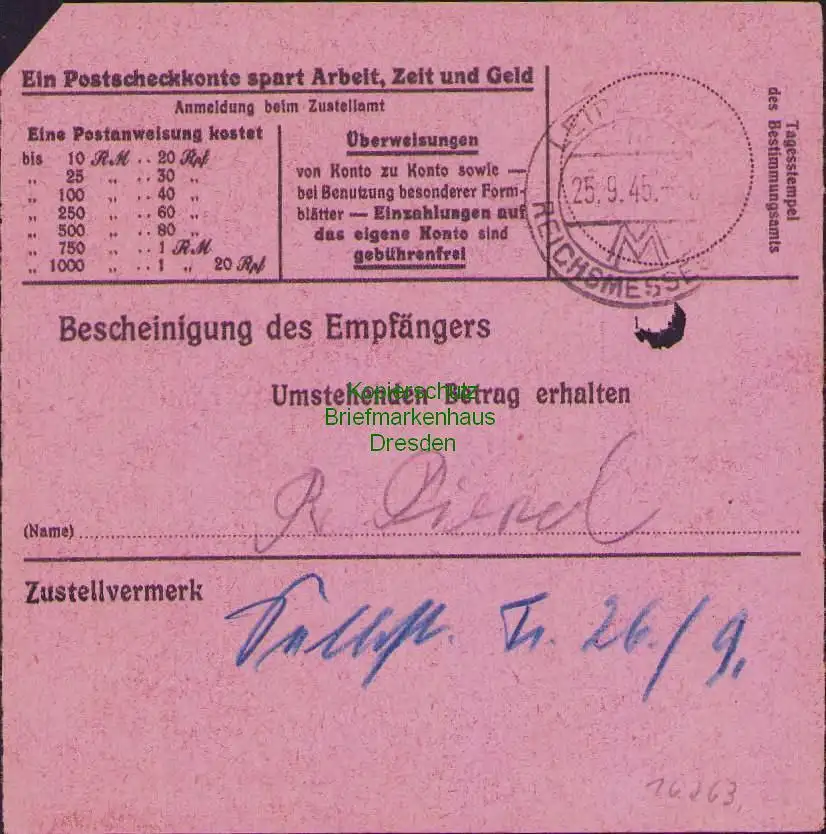 Ein Postscheckkonto spart Arbeit, Zeit und Geld
Anmeldung beim Zustellamt
Eine Postanweisung kostet
bis 10 RM .. 20 Rpf
„ 25 „ .. 30 „
„ 100 „ .. 40 „
„ 250 „ .. 60 „
„ 500 „ .. 80 „
„ 750 „ .. 1 RM
„ 1000 „ .. 1 „ 20 Rpf
Überweisungen
von Konto zu Konto sowie —
bei Benutzung besonderer Form-
blätter — Einzahlungen auf
das eigene Konto sind
gebührenfrei
25.9.45.
REICHSMESSE
Tagesstempel
des Bestimmungsamts
Bescheinigung des Empfängers
Umstehenden Betrag erhalten
Kopierschutz
Briefmarkenhaus
Dresden
(Name) R
Zustellvermerk
26./9.